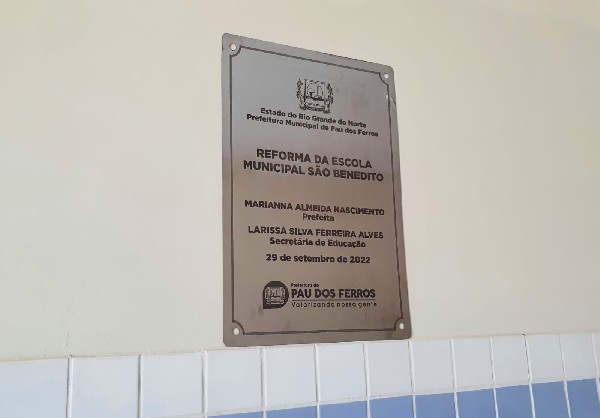 Estado do Rio Grande do Norte
Prefeitura Municipal de Pau dos Ferros
REFORMA DA ESCOLA
MUNICIPAL SÃO BENEDITO
MARIANNA ALMEIDA NASCIMENTO
Prefeita
LARISSA SILVA FERREIRA ALVES
Secretária de Educação
29 de setembro de 2022
Prefeitura de
PAU DOS FERROS
Valorizando nossa gente